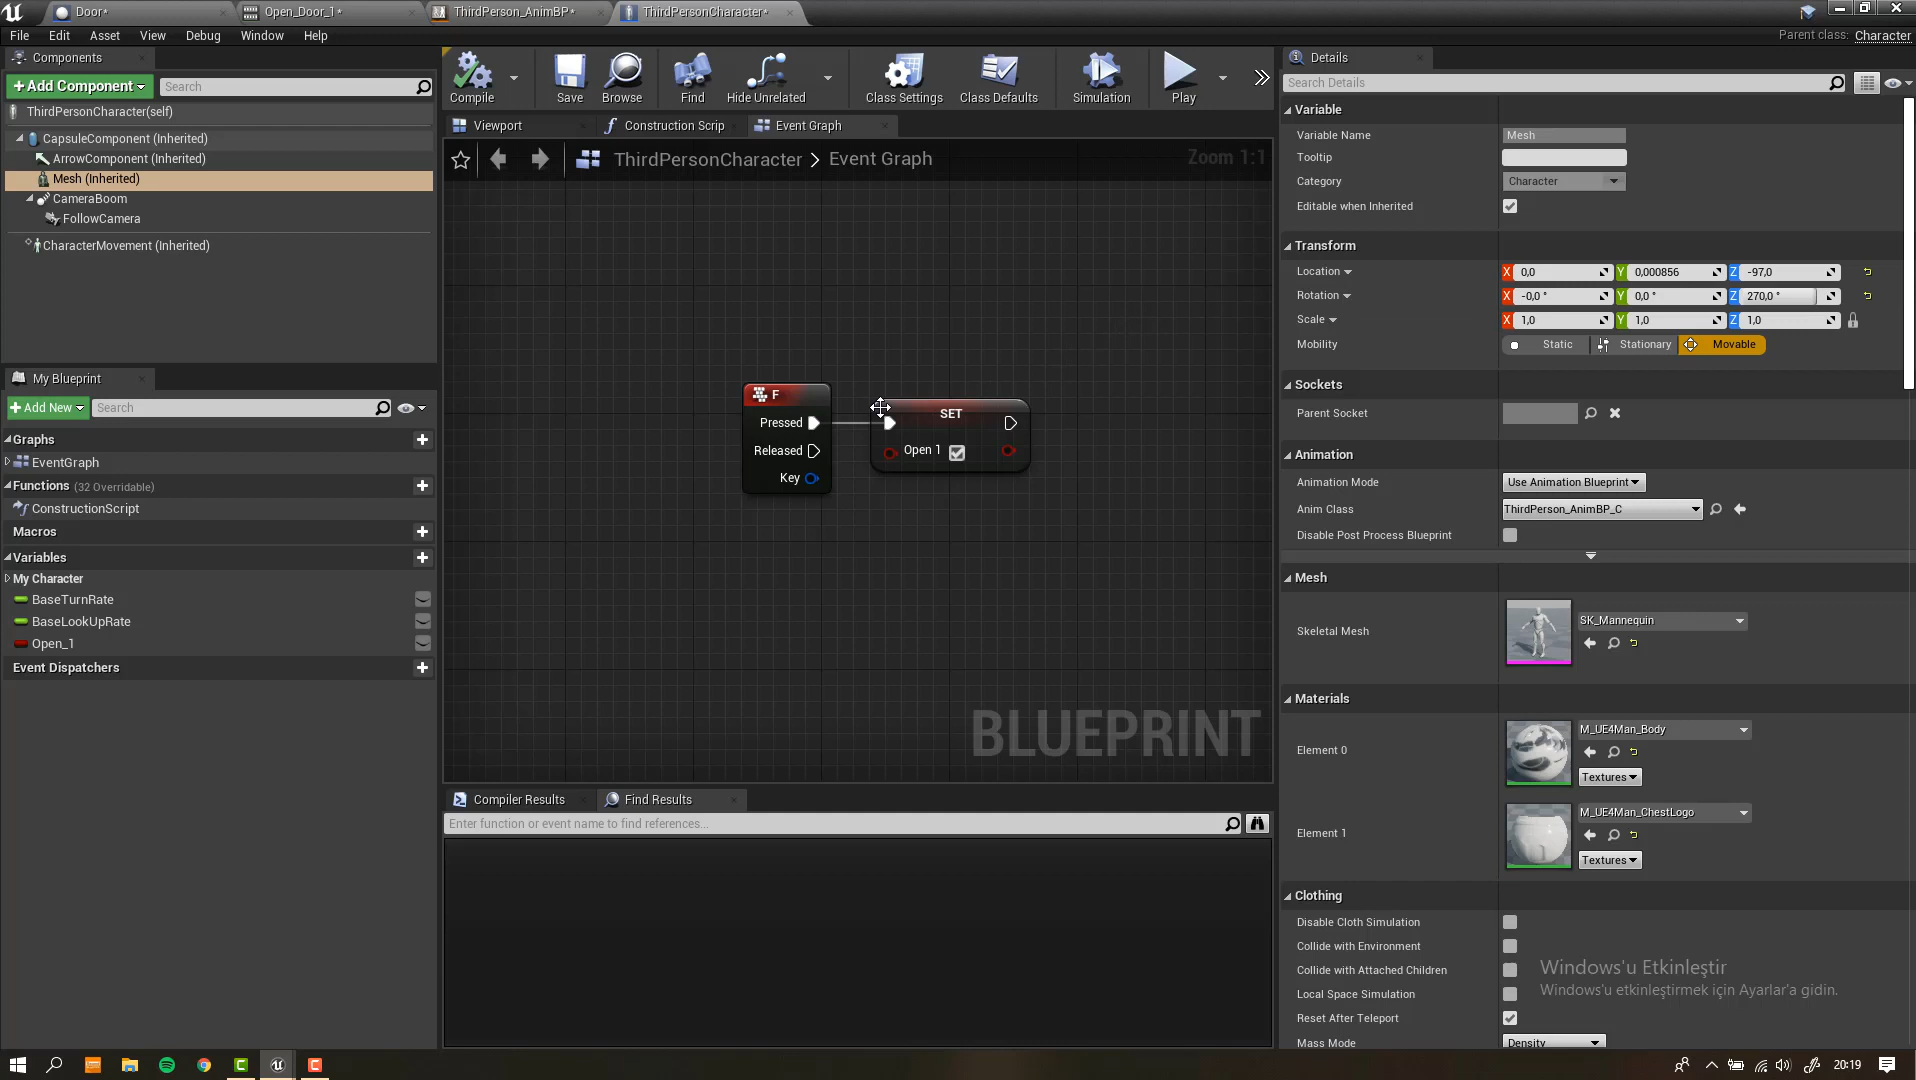 Door*
Open_Door_1*
ThirdPerson_AnimBP*
ThirdPersonCharacter*
File Edit Asset View Debug Window Help
Parent class: Character
Components
+ Add Component
Search
ThirdPersonCharacter(self)
CapsuleComponent (Inherited)
ArrowComponent (Inherited)
Mesh (Inherited)
CameraBoom
FollowCamera
CharacterMovement (Inherited)
My Blueprint
+ Add New
Search
Graphs
EventGraph
Functions (32 Overridable)
ConstructionScript
Macros
Variables
My Character
BaseTurnRate
BaseLookUpRate
Open_1
Event Dispatchers
Compile
Save
Browse
Find
Hide Unrelated
Class Settings
Class Defaults
Simulation
Play
Viewport
Construction Scrip
Event Graph
ThirdPersonCharacter > Event Graph
Zoom 1:1
F
Pressed
Released
Key
SET
Open 1
BLUEPRINT
Compiler Results
Find Results
Enter function or event name to find references...
Details
Search Details
Variable
Variable Name Mesh
Tooltip
Category Character
Editable when Inherited
Transform
Location X 0,0 Y 0,000856 Z -97,0
Rotation X -0,0 ° Y 0,0 ° Z 270,0 °
Scale X 1,0 Y 1,0 Z 1,0
Mobility Static Stationary Movable
Sockets
Parent Socket
Animation
Animation Mode Use Animation Blueprint
Anim Class ThirdPerson_AnimBP_C
Disable Post Process Blueprint
Mesh
Skeletal Mesh SK_Mannequin
Materials
Element 0 M_UE4Man_Body
Textures
Element 1 M_UE4Man_ChestLogo
Textures
Clothing
Disable Cloth Simulation
Collide with Environment
Collide with Attached Children
Local Space Simulation
Reset After Teleport
Mass Mode Density
Windows'u Etkinleştir
Windows'u etkinleştirmek için Ayarlar'a gidin.
20:19